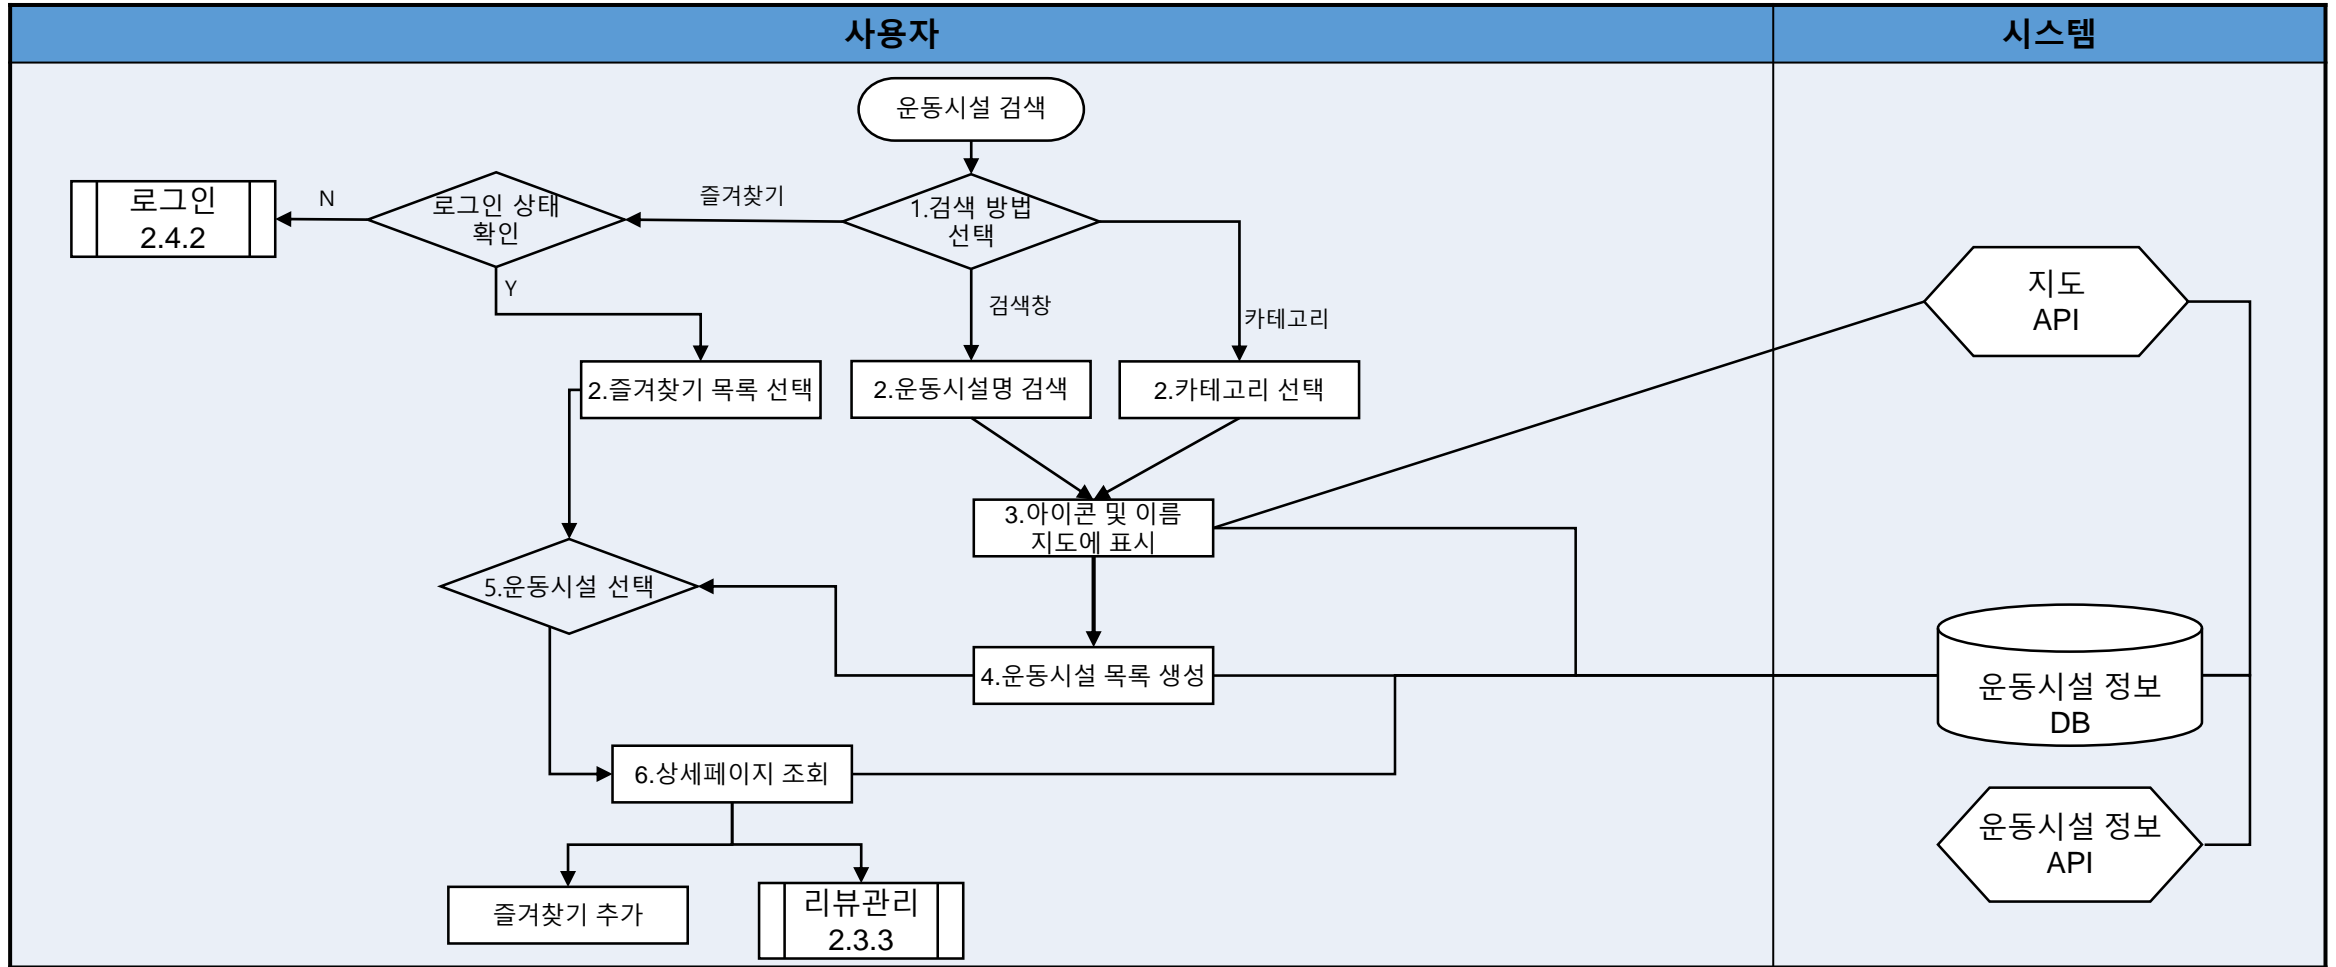 사용자
시스템
운동시설 검색
로그인
2.4.2
N
로그인 상태
확인
즐겨찾기
1.검색 방법
선택
Y
검색창
카테고리
지도
API
2.즐겨찾기 목록 선택
2.운동시설명 검색
2.카테고리 선택
3.아이콘 및 이름
지도에 표시
5.운동시설 선택
4.운동시설 목록 생성
운동시설 정보
DB
6.상세페이지 조회
운동시설 정보
API
즐겨찾기 추가
리뷰관리
2.3.3